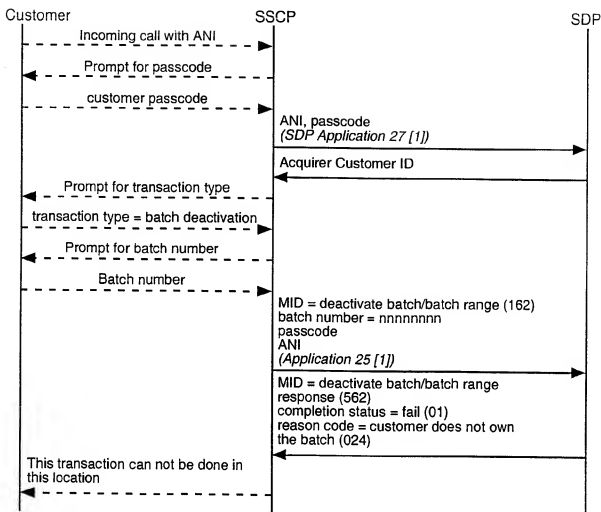 Customer
SSCP
SDP
Incoming call with ANI
Prompt for passcode
customer passcode
ANI, passcode
(SDP Application 27 [1])
Acquirer Customer ID
Prompt for transaction type
transaction type = batch deactivation
Prompt for batch number
Batch number
MID = deactivate batch/batch range (162)
batch number = nnnnnnnn
passcode
ANI
(Application 25 [1])
MID = deactivate batch/batch range
response (562)
completion status = fail (01)
reason code = customer does not own
the batch (024)
This transaction can not be done in
this location